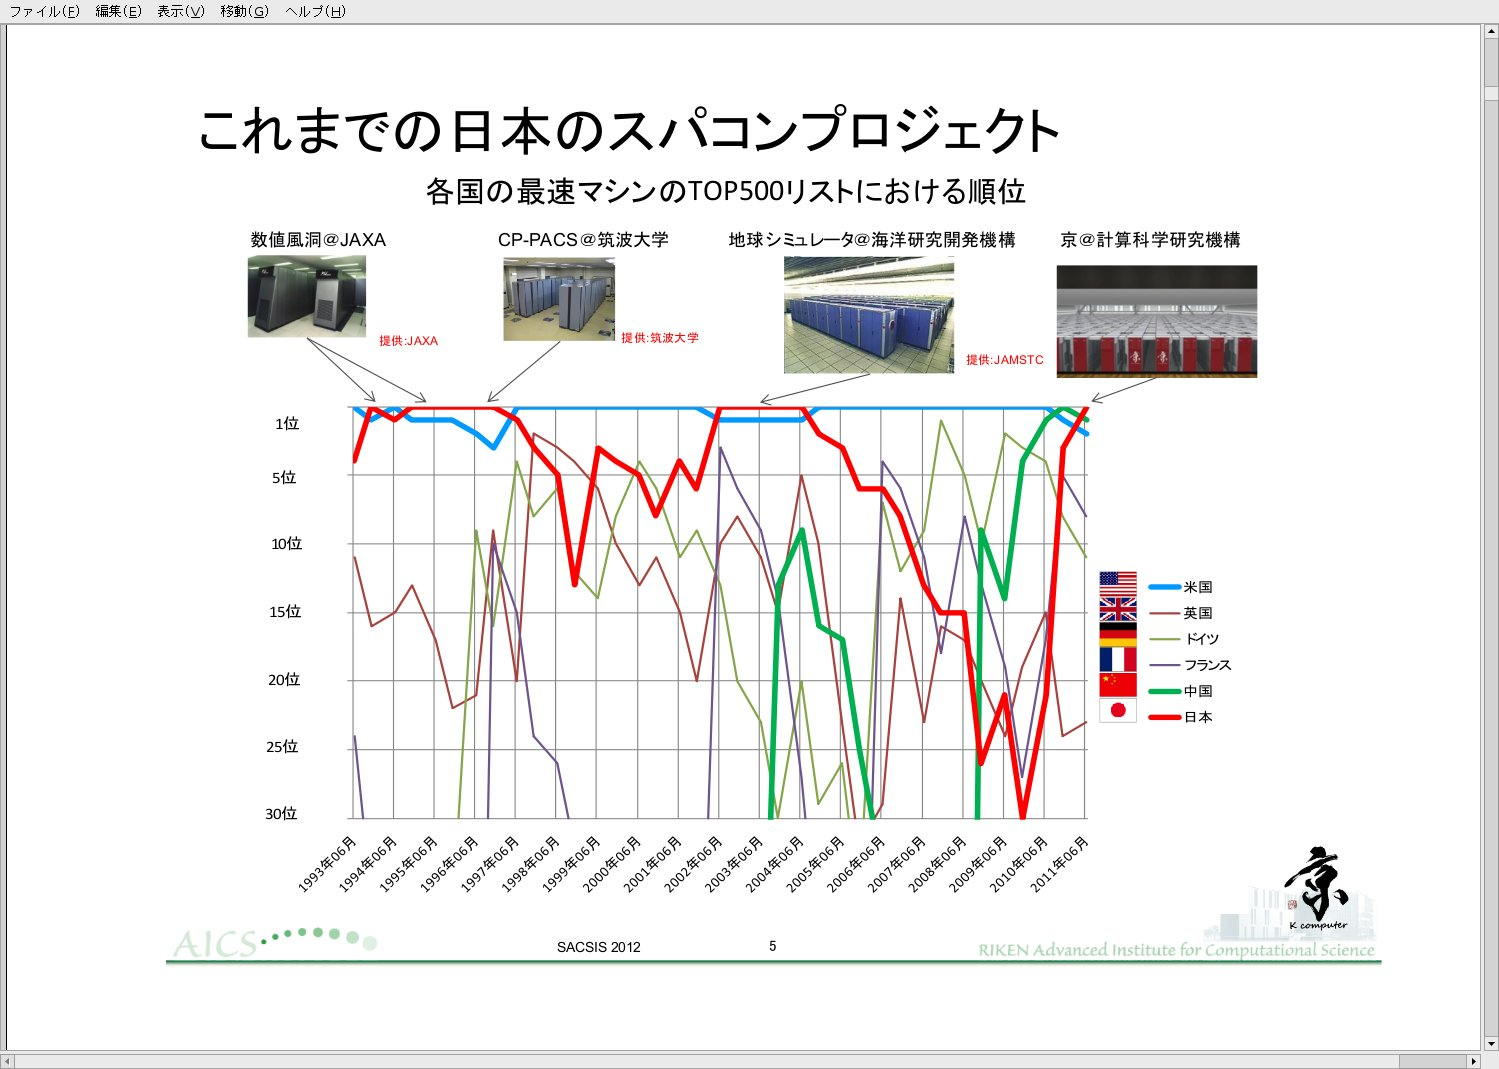 ファイル(F) 編集(E) 表示(V) 移動(G) ヘルプ(H)
これまでの日本のスパコンプロジェクト
各国の最速マシンのTOP500リストにおける順位
数値風洞@JAXA
CP-PACS@筑波大学
地球シミュレータ@海洋研究開発機構
京@計算科学研究機構
提供:JAXA
提供:筑波大学
提供:JAMSTC
1位
5位
10位
15位
20位
25位
30位
1993年06月
1994年06月
1995年06月
1996年06月
1997年06月
1998年06月
1999年06月
2000年06月
2001年06月
2002年06月
2003年06月
2004年06月
2005年06月
2006年06月
2007年06月
2008年06月
2009年06月
2010年06月
2011年06月
米国
英国
ドイツ
フランス
中国
日本
京
K computer
AICS
SACSIS 2012
5
RIKEN Advanced Institute for Computational Science